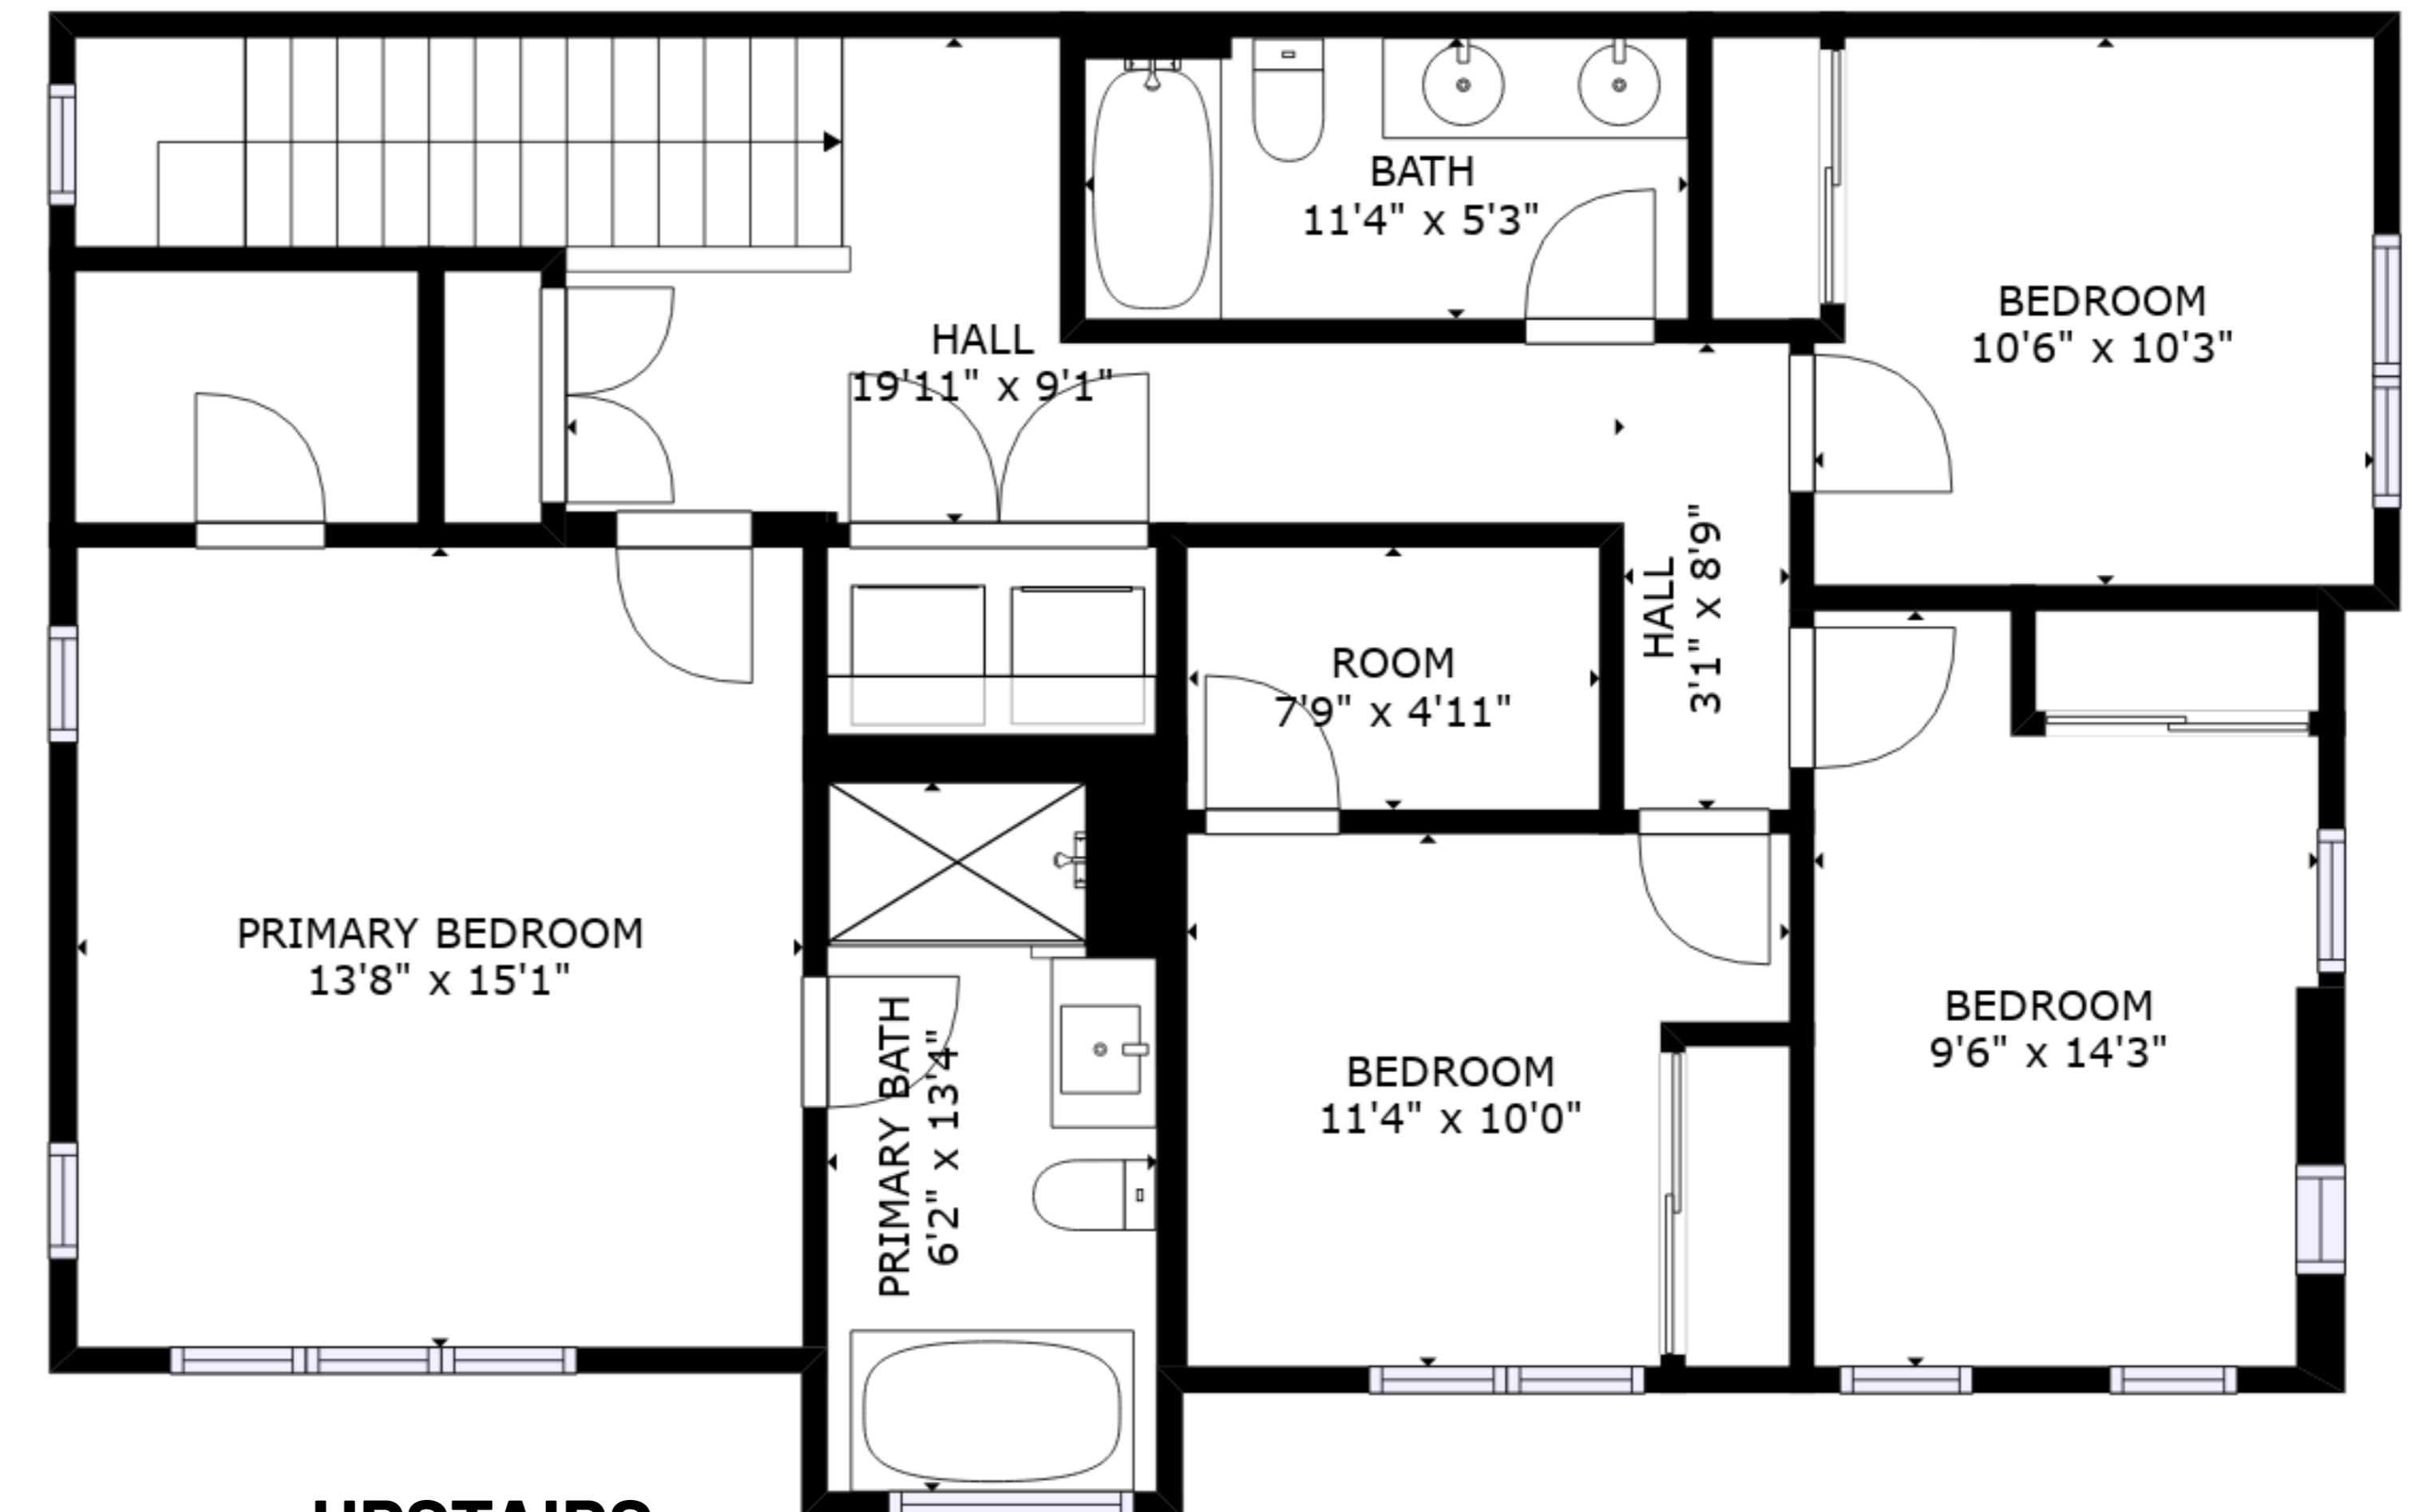 BATH
11'4" x 5'3"
BEDROOM
10'6" x 10'3"
HALL
19'11" x 9'1"
HALL
3'1" x 8'9"
ROOM
7'9" x 4'11"
PRIMARY BEDROOM
13'8" x 15'1"
PRIMARY BATH
6'2" x 13'4"
BEDROOM
11'4" x 10'0"
BEDROOM
9'6" x 14'3"
UPSTAIRS